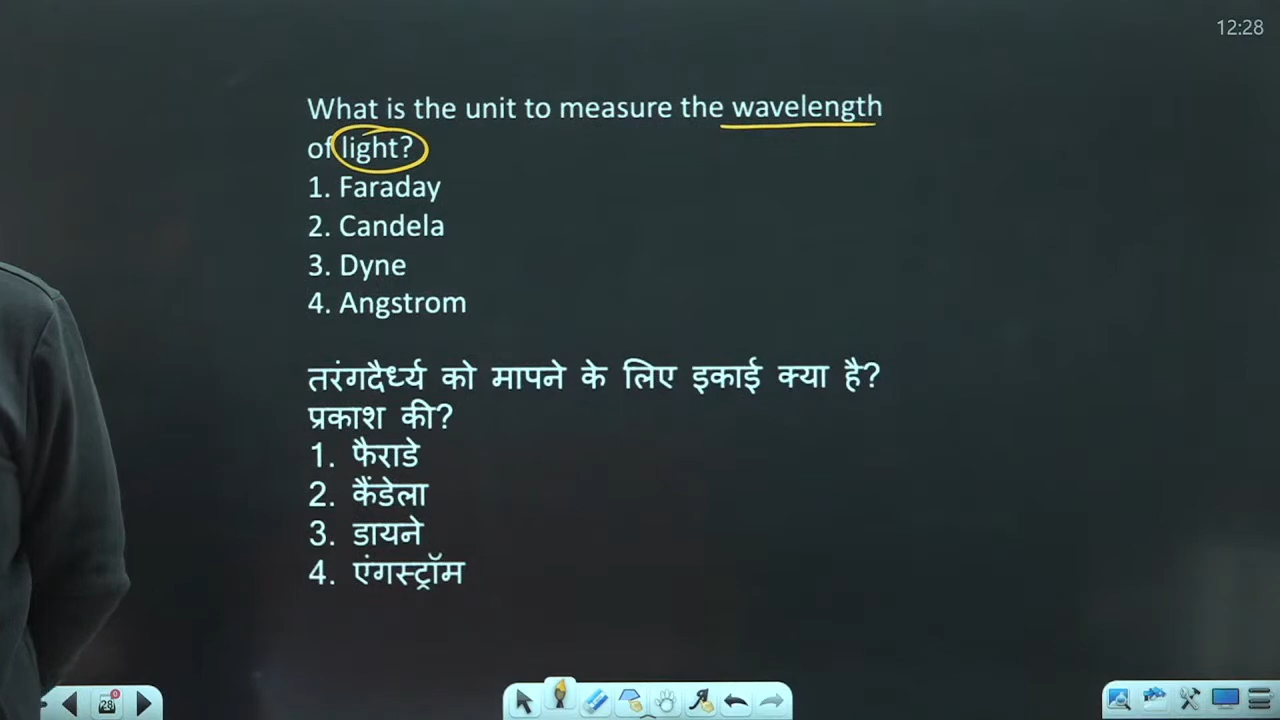 12:28
What is the unit to measure the wavelength
of light?
1. Faraday
2. Candela
3. Dyne
4. Angstrom
तरंगदैर्ध्य को मापने के लिए इकाई क्या है?
प्रकाश की?
1. फैराडे
2. कैंडेला
3. डायने
4. एंगस्ट्रॉम
28 0